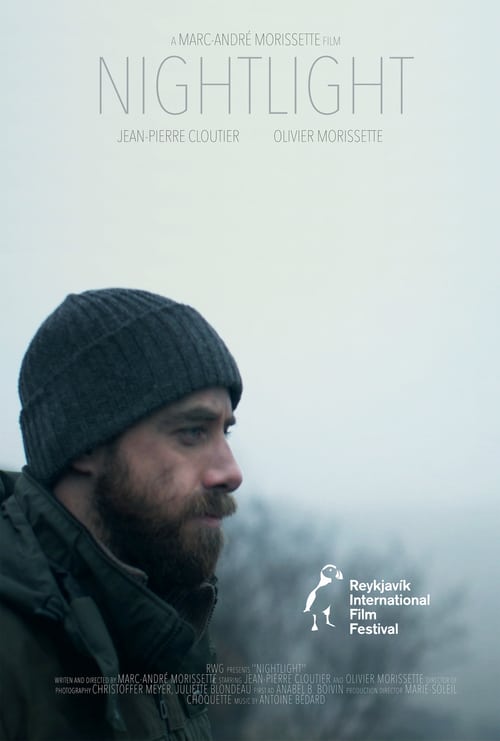 A MARC-ANDRÉ MORISSETTE FILM
NIGHTLIGHT
JEAN-PIERRE CLOUTIER OLIVIER MORISSETTE
Reykjavík
International
Film
Festival
RWG PRESENTS "NIGHTLIGHT"
WRITTEN AND DIRECTED BY MARC-ANDRÉ MORISSETTE STARRING JEAN-PIERRE CLOUTIER AND OLIVIER MORISSETTE DIRECTOR OF
PHOTOGRAPHY CHRISTOFFER MEYER, JULIETTE BLONDEAU FIRST AD ANABEL B. BOIVIN PRODUCTION DIRECTOR MARIE-SOLEIL
CHOQUETTE MUSIC BY ANTOINE BÉDARD